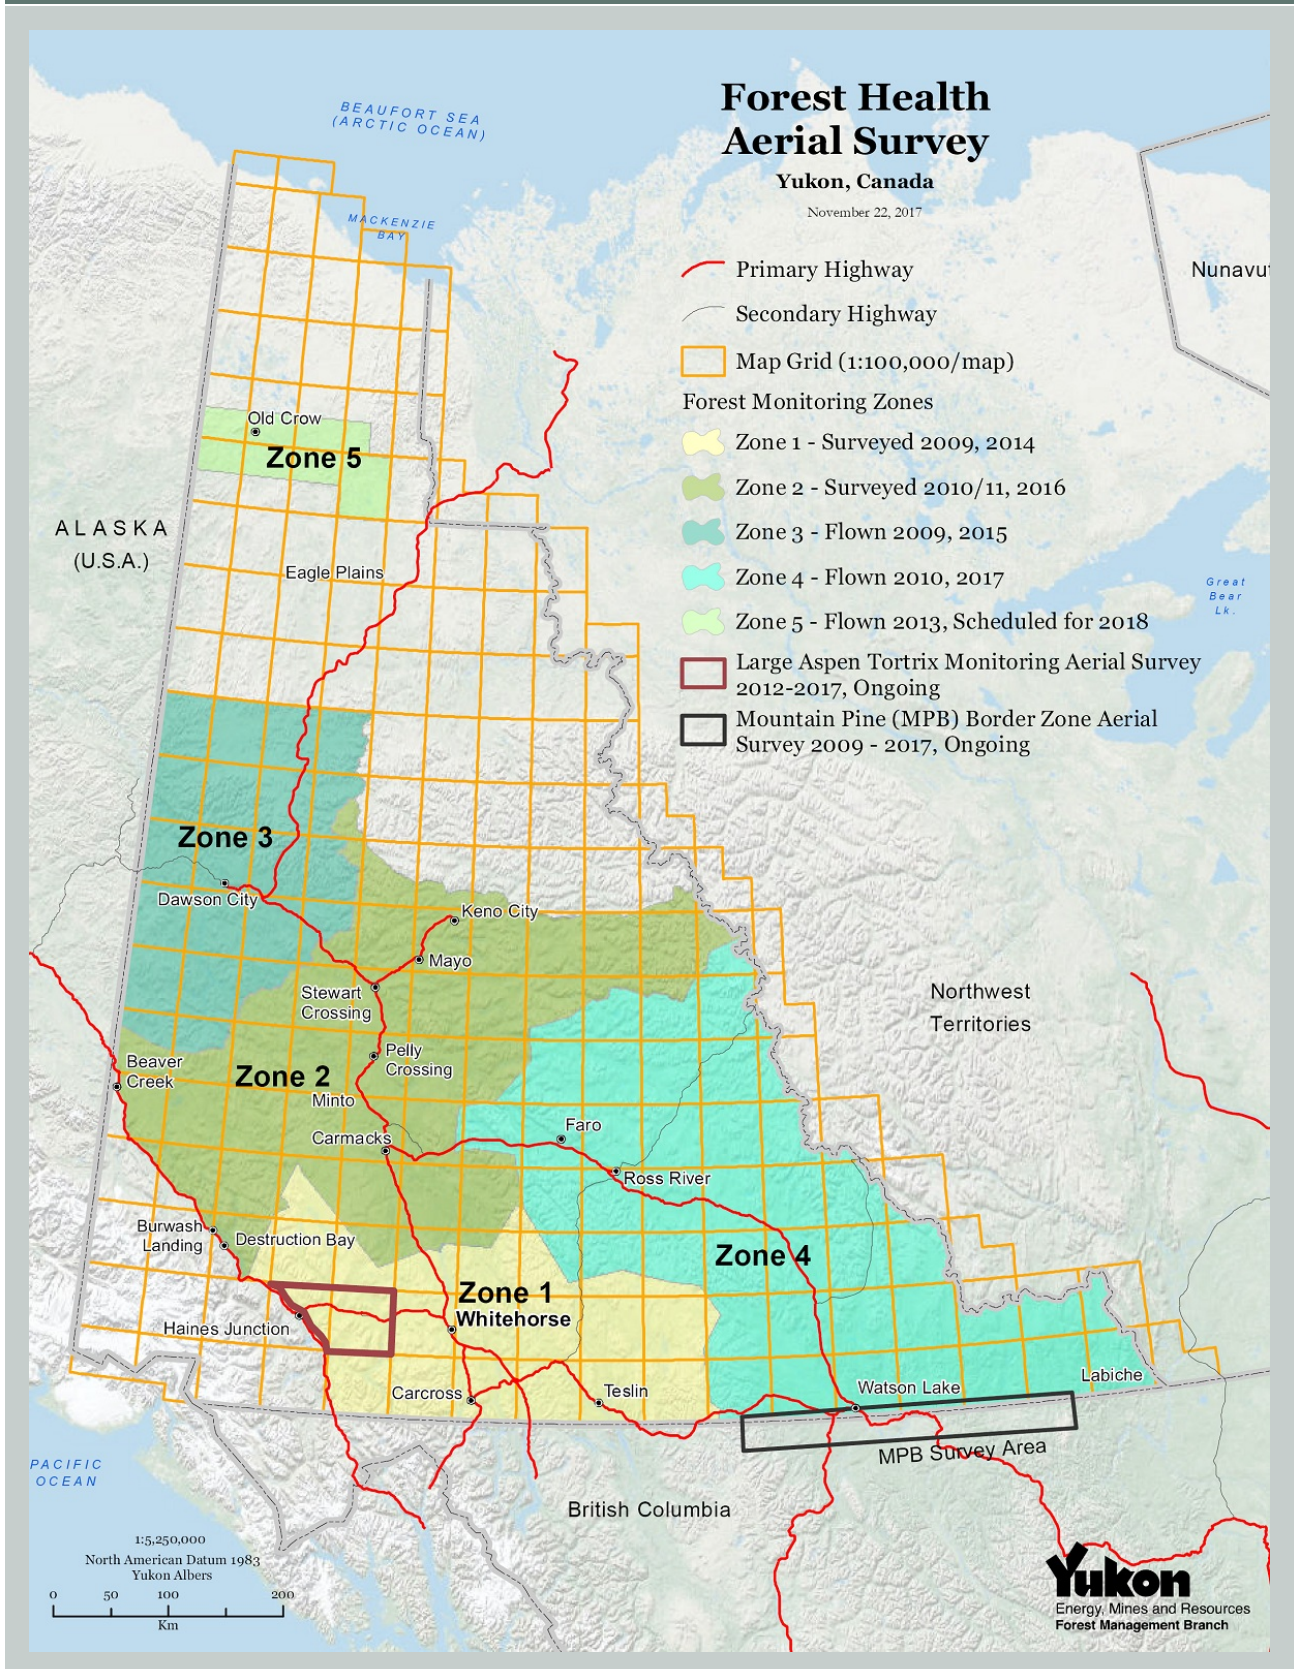 Forest Health
Aerial Survey
Yukon, Canada
November 22, 2017
BEAUFORT SEA
(ARCTIC OCEAN)
MACKENZIE
BAY
Primary Highway
Secondary Highway
Map Grid (1:100,000/map)
Forest Monitoring Zones
Zone 1 - Surveyed 2009, 2014
Zone 2 - Surveyed 2010/11, 2016
Zone 3 - Flown 2009, 2015
Zone 4 - Flown 2010, 2017
Zone 5 - Flown 2013, Scheduled for 2018
Large Aspen Tortrix Monitoring Aerial Survey
2012-2017, Ongoing
Mountain Pine (MPB) Border Zone Aerial
Survey 2009 - 2017, Ongoing
Nunavut
Great
Bear
Lk.
Old Crow
Zone 5
ALASKA
(U.S.A.)
Eagle Plains
Zone 3
Dawson City
Keno City
Mayo
Stewart
Crossing
Northwest
Territories
Pelly
Crossing
Beaver
Creek
Zone 2
Minto
Carmacks
Faro
Ross River
Burwash
Landing
Destruction Bay
Zone 4
Zone 1
Whitehorse
Haines Junction
Carcross
Teslin
Watson Lake
Labiche
MPB Survey Area
PACIFIC
OCEAN
British Columbia
1:5,250,000
North American Datum 1983
Yukon Albers
0 50 100 200
Km
Yukon
Energy, Mines and Resources
Forest Management Branch